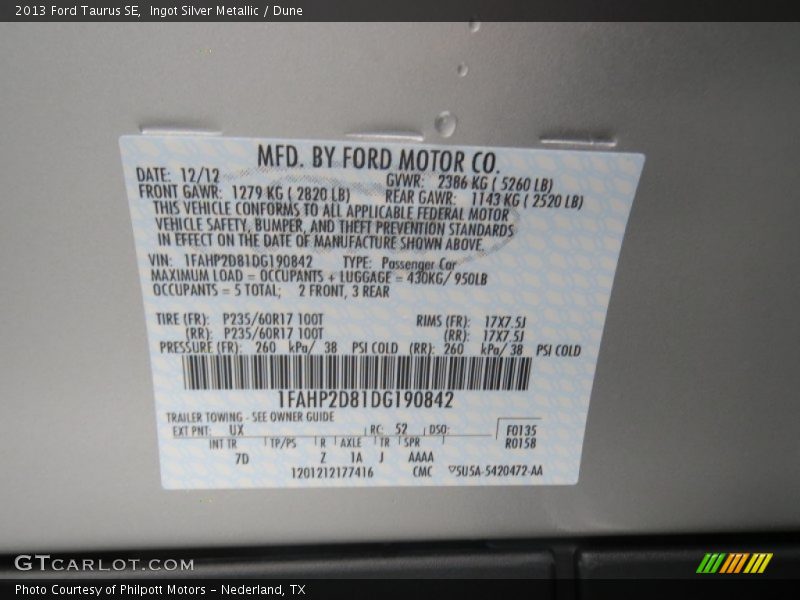 2013 Ford Taurus SE, Ingot Silver Metallic / Dune
MFD. BY FORD MOTOR CO.
DATE: 12/12 GVWR: 2386 KG ( 5260 LB)
FRONT GAWR: 1279 KG ( 2820 LB) REAR GAWR: 1143 KG ( 2520 LB)
THIS VEHICLE CONFORMS TO ALL APPLICABLE FEDERAL MOTOR
VEHICLE SAFETY, BUMPER, AND THEFT PREVENTION STANDARDS
IN EFFECT ON THE DATE OF MANUFACTURE SHOWN ABOVE.
VIN: 1FAHP2D81DG190842 TYPE: Passenger Car
MAXIMUM LOAD = OCCUPANTS + LUGGAGE = 430KG/ 950LB
OCCUPANTS = 5 TOTAL; 2 FRONT, 3 REAR
TIRE (FR): P235/60R17 100T RIMS (FR): 17X7.5J
(RR): P235/60R17 100T (RR): 17X7.5J
PRESSURE (FR): 260 kPa/ 38 PSI COLD (RR): 260 kPa/ 38 PSI COLD
1FAHP2D81DG190842
TRAILER TOWING - SEE OWNER GUIDE
EXT PNT: UX RC: 52 DSO: F0135
INT TR TP/PS R AXLE TR SPR R0158
7D Z 1A J AAAA
1201212177416 CMC 5U5A-5420472-AA
GTCARLOT.COM
Photo Courtesy of Philpott Motors - Nederland, TX